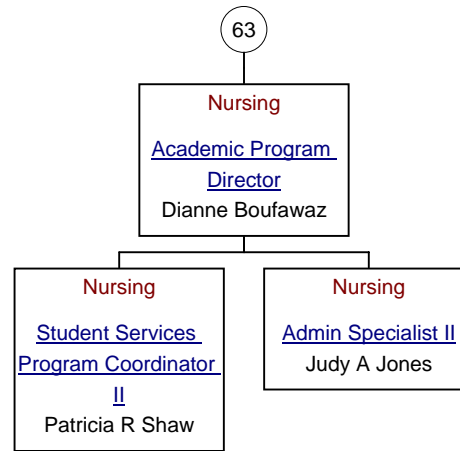 63
Nursing
Academic Program
Director
Dianne Boufawaz
Nursing
Student Services
Program Coordinator
II
Patricia R Shaw
Nursing
Admin Specialist II
Judy A Jones